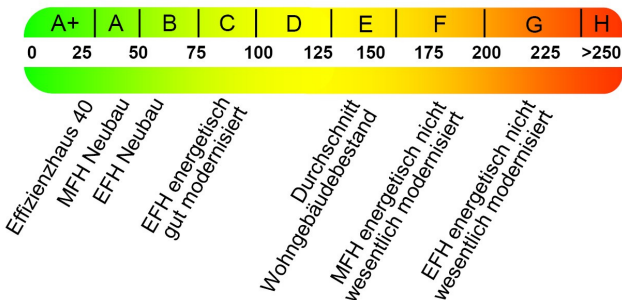 A+ A B C D E F G H
0 25 50 75 100 125 150 175 200 225 >250
Effizienzhaus 40
MFH Neubau
EFH Neubau
EFH energetisch
gut modernisiert
Durchschnitt
Wohngebäudebestand
MFH energetisch nicht
wesentlich modernisiert
EFH energetisch nicht
wesentlich modernisiert